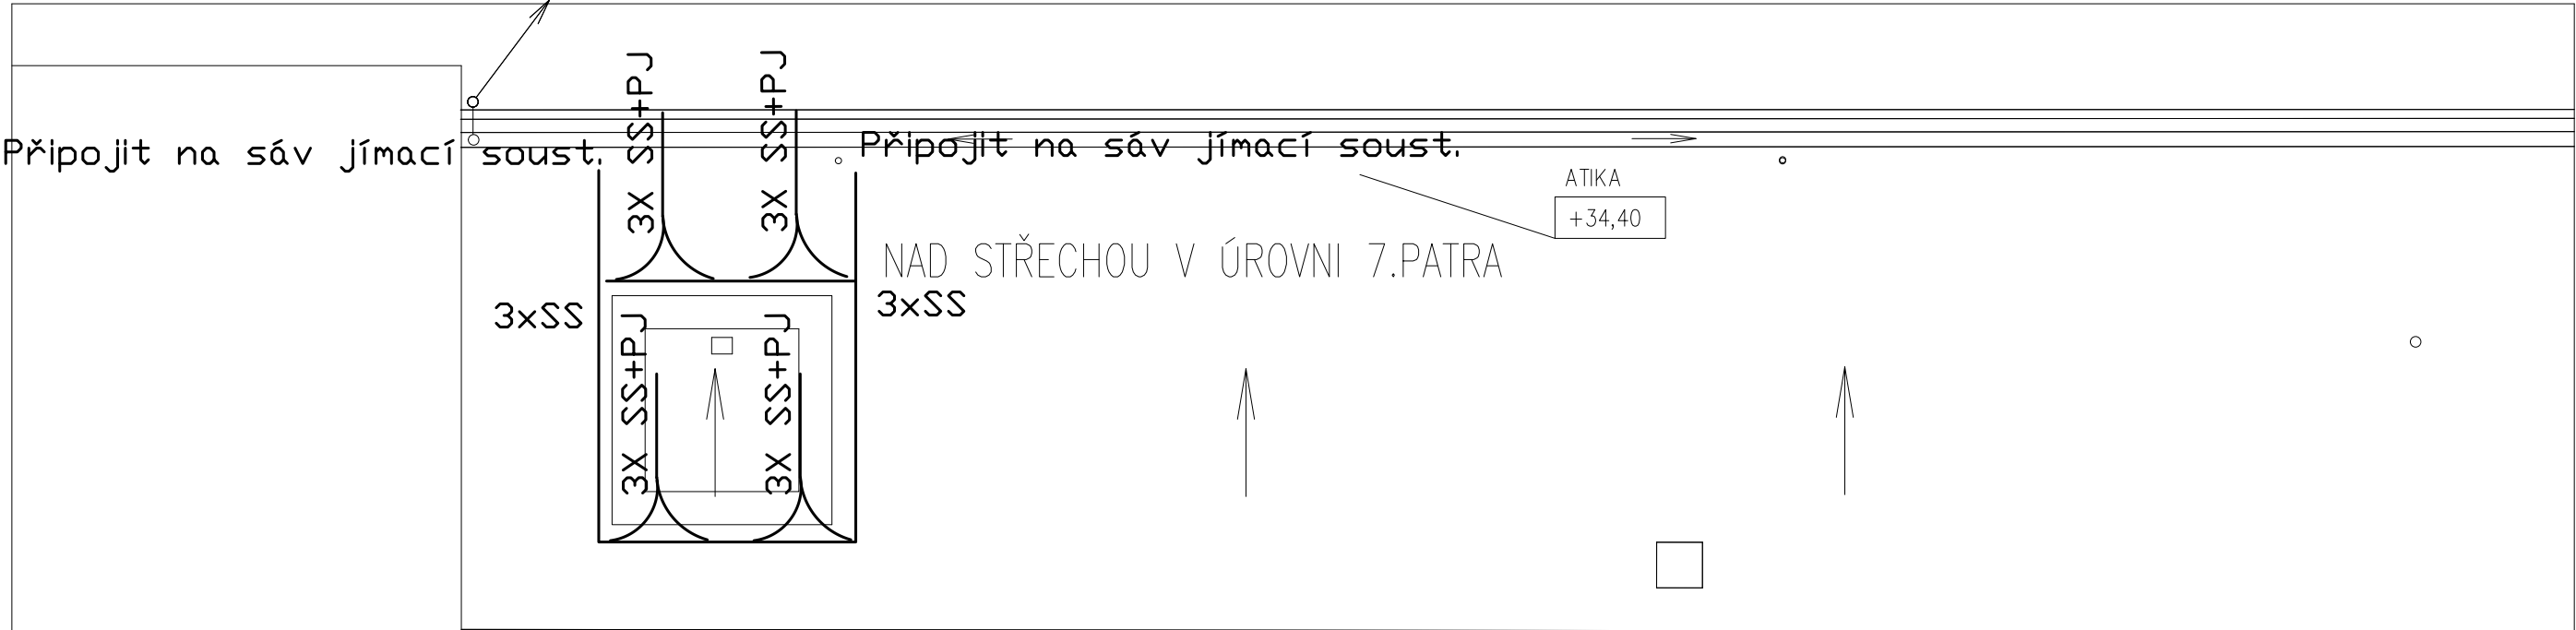 3X SS+PJ
3X SS+PJ
Připojit na sáv jímací soust.
Připojit na sáv jímací soust.
ATIKA
+34,40
NAD STŘECHOU V ÚROVNI 7.PATRA
3xSS
3xSS
3X SS+PJ
3X SS+PJ